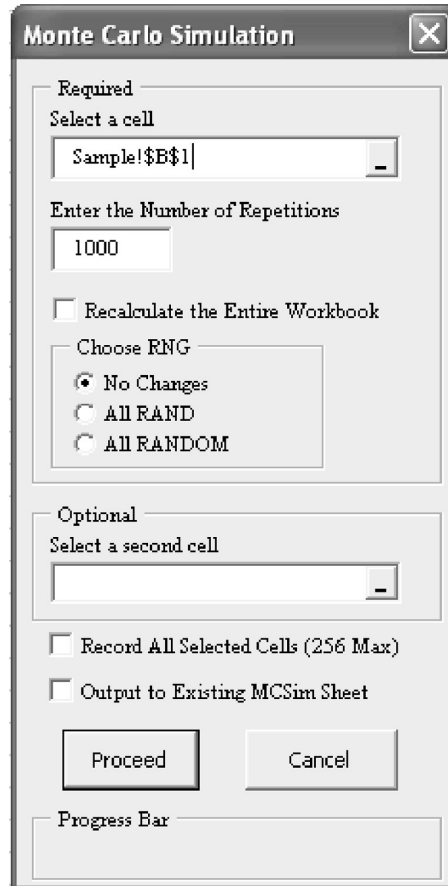 Monte Carlo Simulation
Required
Select a cell
Sample!$B$1
Enter the Number of Repetitions
1000
Recalculate the Entire Workbook
Choose RNG
No Changes
All RAND
All RANDOM
Optional
Select a second cell
Record All Selected Cells (256 Max)
Output to Existing MCSim Sheet
Proceed Cancel
Progress Bar